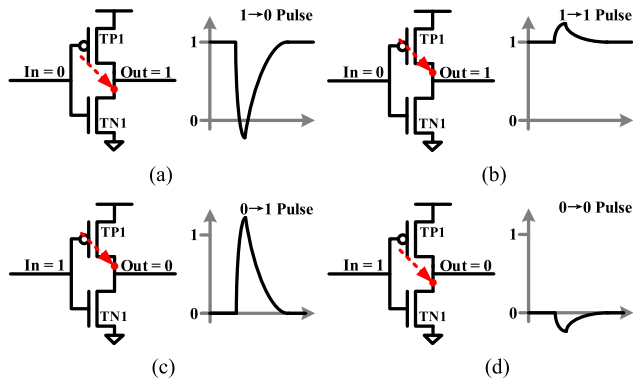 1→0 Pulse
TP1
1
In = 0
Out = 1
TN1
0
(a)
1→1 Pulse
TP1
1
In = 0
Out = 1
TN1
0
(b)
0→1 Pulse
TP1
1
In = 1
Out = 0
TN1
0
(c)
0→0 Pulse
TP1
1
In = 1
Out = 0
TN1
0
(d)